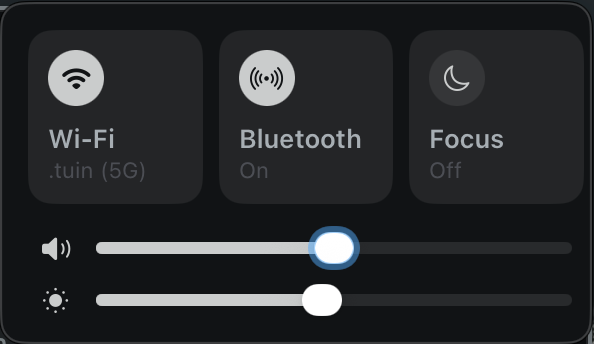 Wi-Fi
.tuin (5G)
Bluetooth
On
Focus
Off